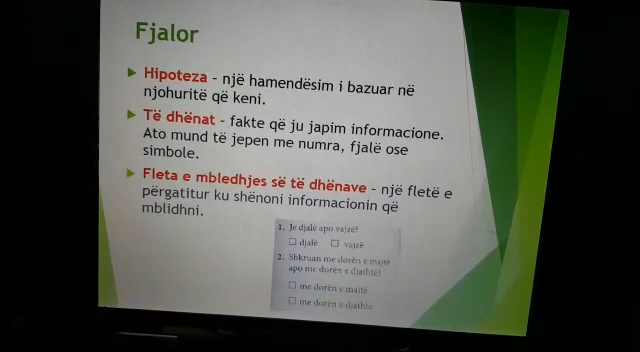 Fjalor
Hipoteza - një hamendësim i bazuar në
njohuritë që keni.
Të dhënat - fakte që ju japim informacione.
Ato mund të jepen me numra, fjalë ose
simbole.
Fleta e mbledhjes së të dhënave - një fletë e
përgatitur ku shënoni informacionin që
mblidhni.
1. Je djalë apo vajzë?
djalë vajzë
2. Shkruan me dorën e majtë
apo me dorën e djathtë?
me dorën e majtë
me dorën e djathtë